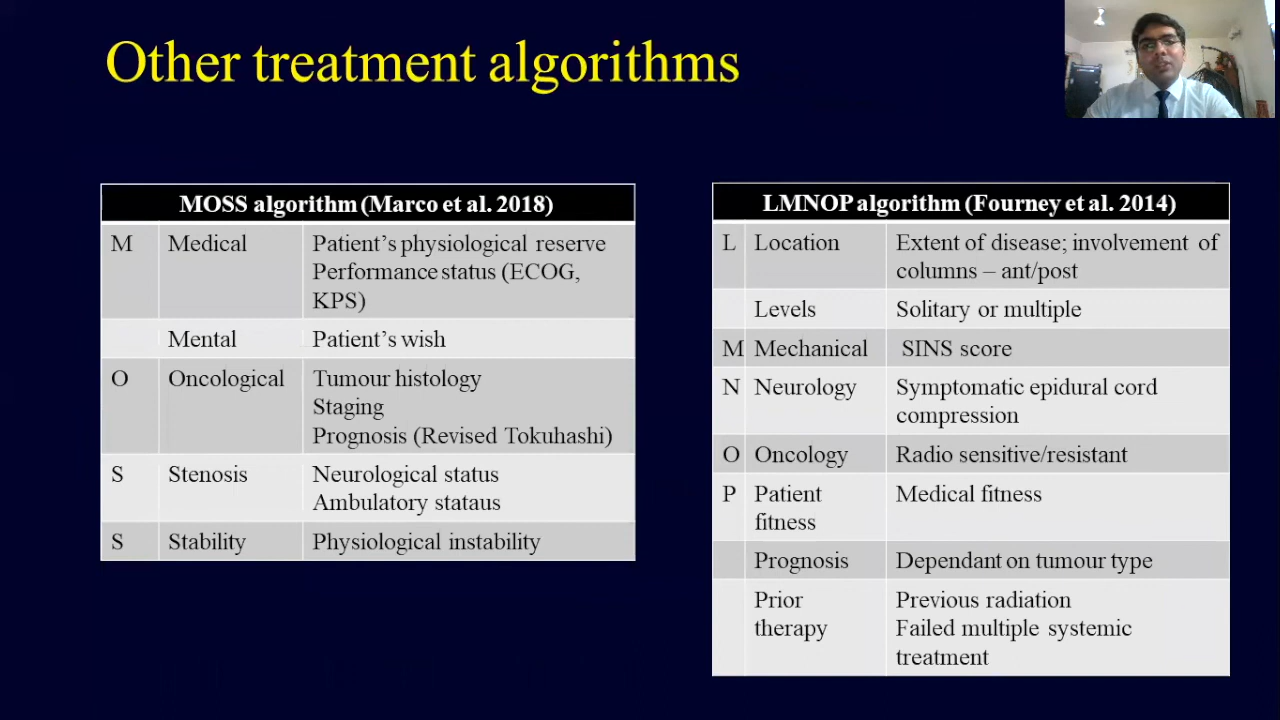 Other treatment algorithms
MOSS algorithm (Marco et al. 2018)
M Medical Patient's physiological reserve
Performance status (ECOG,
KPS)
Mental Patient's wish
O Oncological Tumour histology
Staging
Prognosis (Revised Tokuhashi)
S Stenosis Neurological status
Ambulatory stataus
S Stability Physiological instability
LMNOP algorithm (Fourney et al. 2014)
L Location Extent of disease; involvement of
columns – ant/post
Levels Solitary or multiple
M Mechanical SINS score
N Neurology Symptomatic epidural cord
compression
O Oncology Radio sensitive/resistant
P Patient Medical fitness
fitness
Prognosis Dependant on tumour type
Prior Previous radiation
therapy Failed multiple systemic
treatment